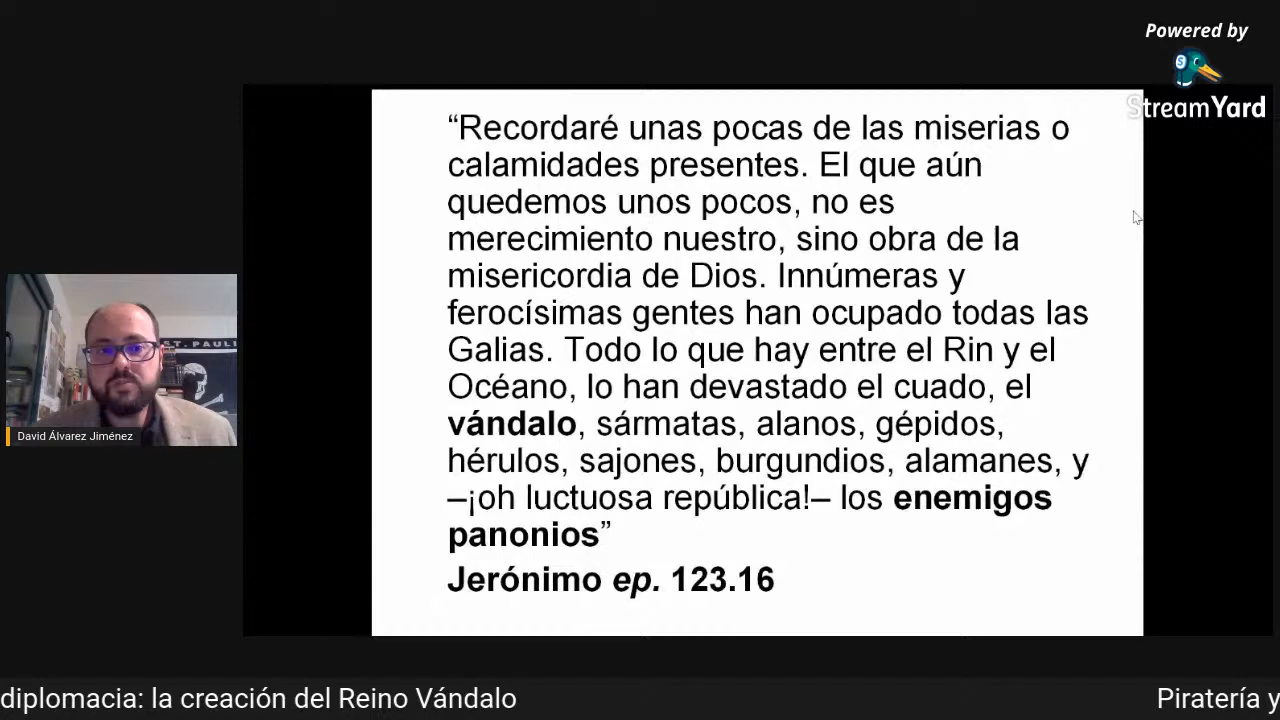 Powered by
StreamYard
“Recordaré unas pocas de las miserias o
calamidades presentes. El que aún
quedemos unos pocos, no es
merecimiento nuestro, sino obra de la
misericordia de Dios. Innúmeras y
ferocísimas gentes han ocupado todas las
Galias. Todo lo que hay entre el Rin y el
Océano, lo han devastado el cuado, el
vándalo, sármatas, alanos, gépidos,
hérulos, sajones, burgundios, alamanes, y
–¡oh luctuosa república!– los enemigos
panonios”
Jerónimo ep. 123.16
ST. PAULI
David Álvarez Jiménez
diplomacia: la creación del Reino Vándalo
Piratería y